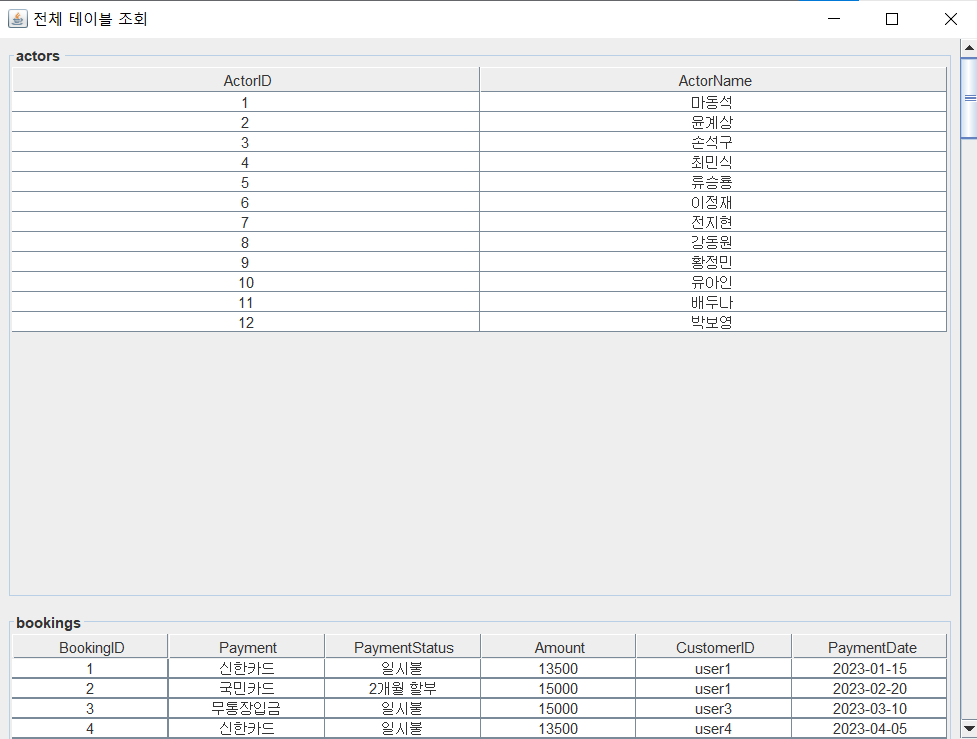 전체 테이블 조회
actors
ActorID ActorName
1 마동석
2 윤계상
3 손석구
4 최민식
5 류승룡
6 이정재
7 전지현
8 강동원
9 황정민
10 유아인
11 배두나
12 박보영
bookings
BookingID Payment PaymentStatus Amount CustomerID PaymentDate
1 신한카드 일시불 13500 user1 2023-01-15
2 국민카드 2개월 할부 15000 user1 2023-02-20
3 무통장입금 일시불 15000 user3 2023-03-10
4 신한카드 일시불 13500 user4 2023-04-05